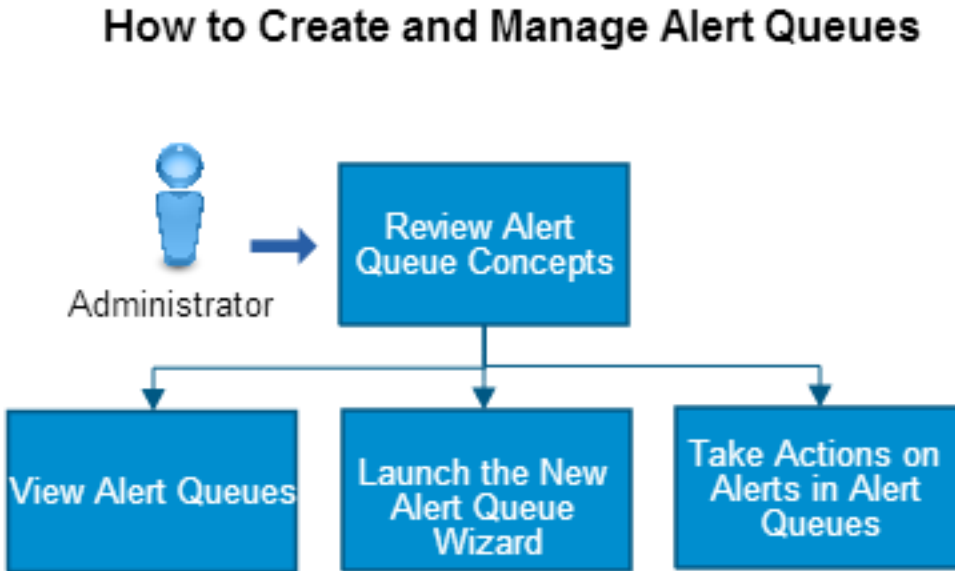 How to Create and Manage Alert Queues
Administrator
Review Alert
Queue Concepts
View Alert Queues
Launch the New
Alert Queue
Wizard
Take Actions on
Alerts in Alert
Queues